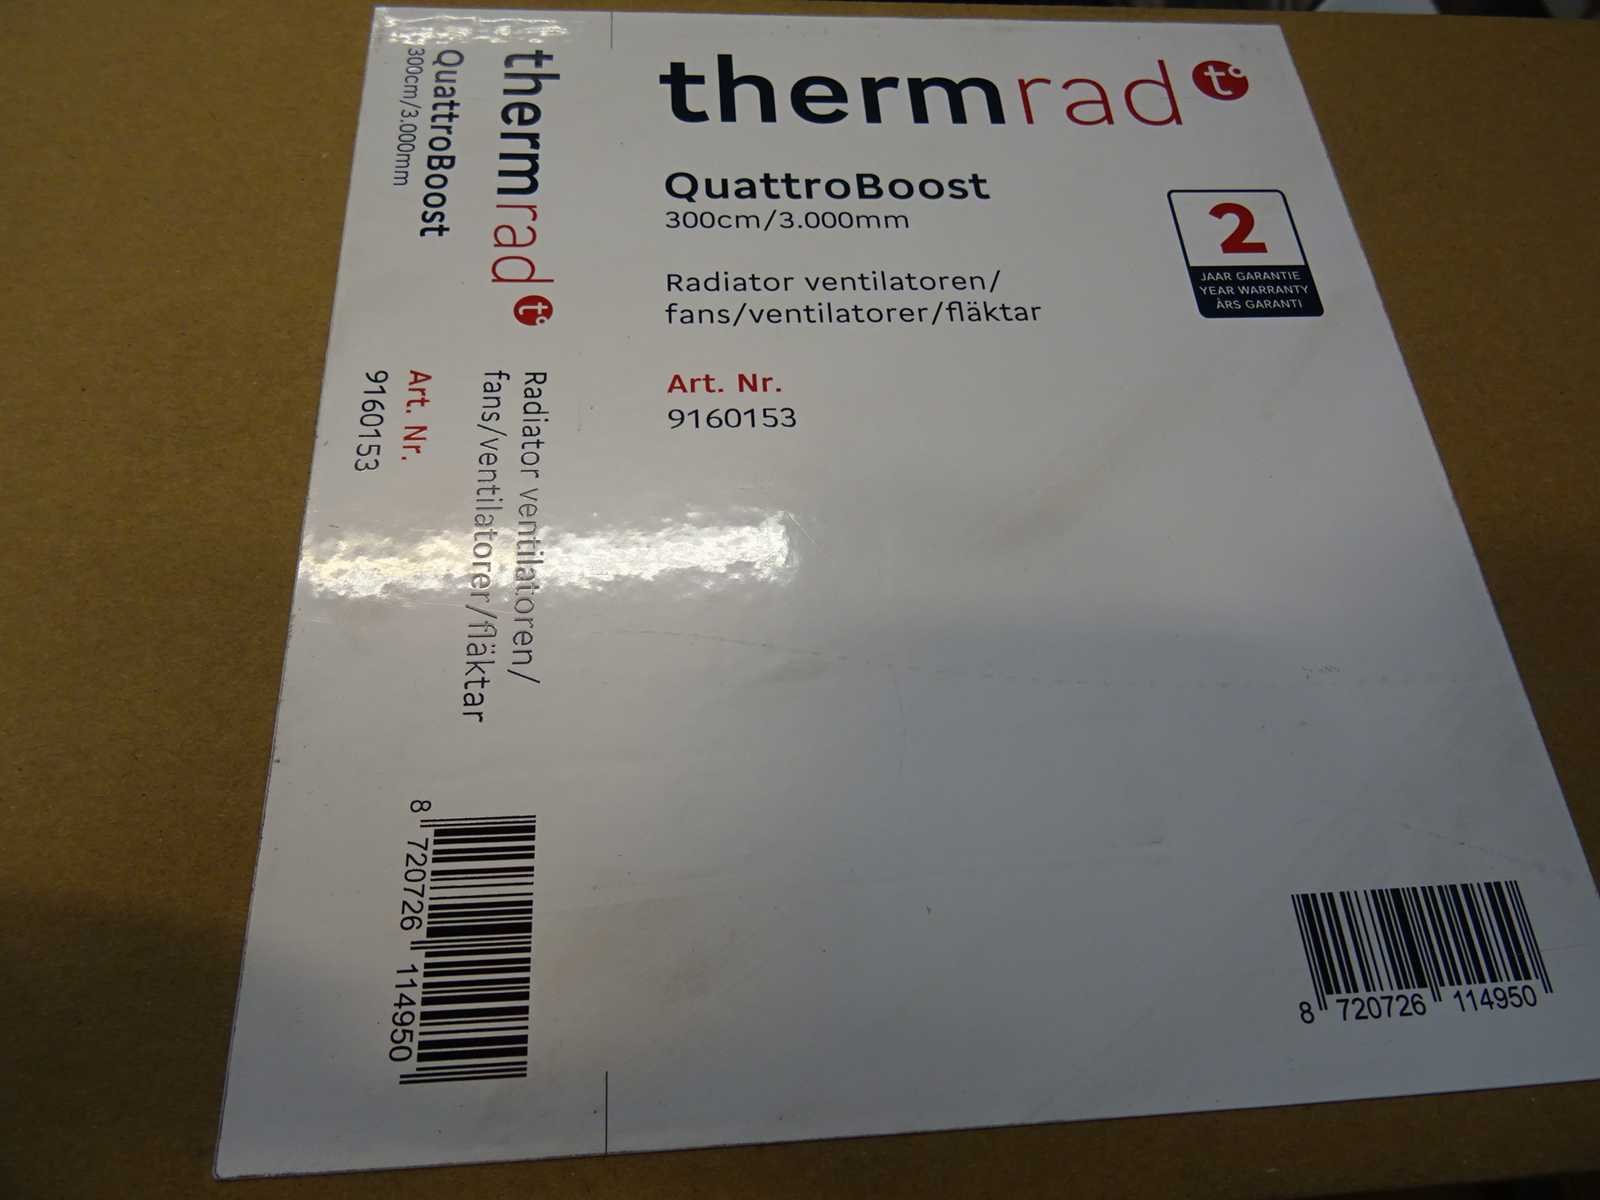 thermrad t°
QuattroBoost
300cm/3.000mm
Radiator ventilatoren/
fans/ventilatorer/fläktar
Art. Nr.
9160153
8 720726 114950
thermrad t°
QuattroBoost
300cm/3.000mm
Radiator ventilatoren/
fans/ventilatorer/fläktar
Art. Nr.
9160153
2
JAAR GARANTIE
YEAR WARRANTY
ÅRS GARANTI
8 720726 114950